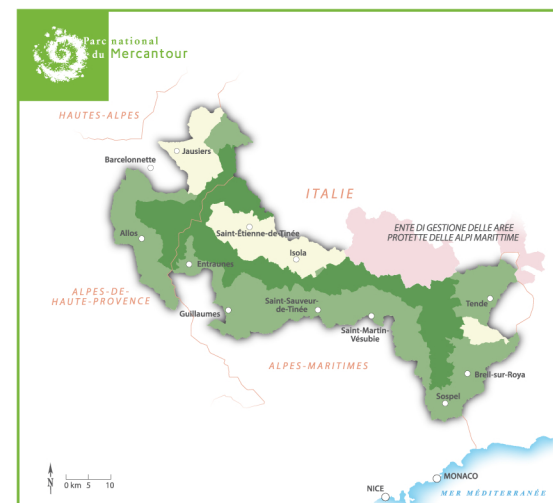 Parc national
du Mercantour
HAUTES-ALPES
Jausiers
Barcelonnette
ITALIE
ENTE DI GESTIONE DELLE AREE
PROTETTE DELLE ALPI MARITTIME
Allos
Saint-Étienne-de-Tinée
Isola
Entraunes
ALPES-DE-
HAUTE-PROVENCE
Guillaumes
Saint-Sauveur-
de-Tinée
Tende
Saint-Martin-
Vésubie
ALPES-MARITIMES
Breil-sur-Roya
Sospel
N
0 km 5 10
MONACO
NICE
MER MÉDITERRANÉE